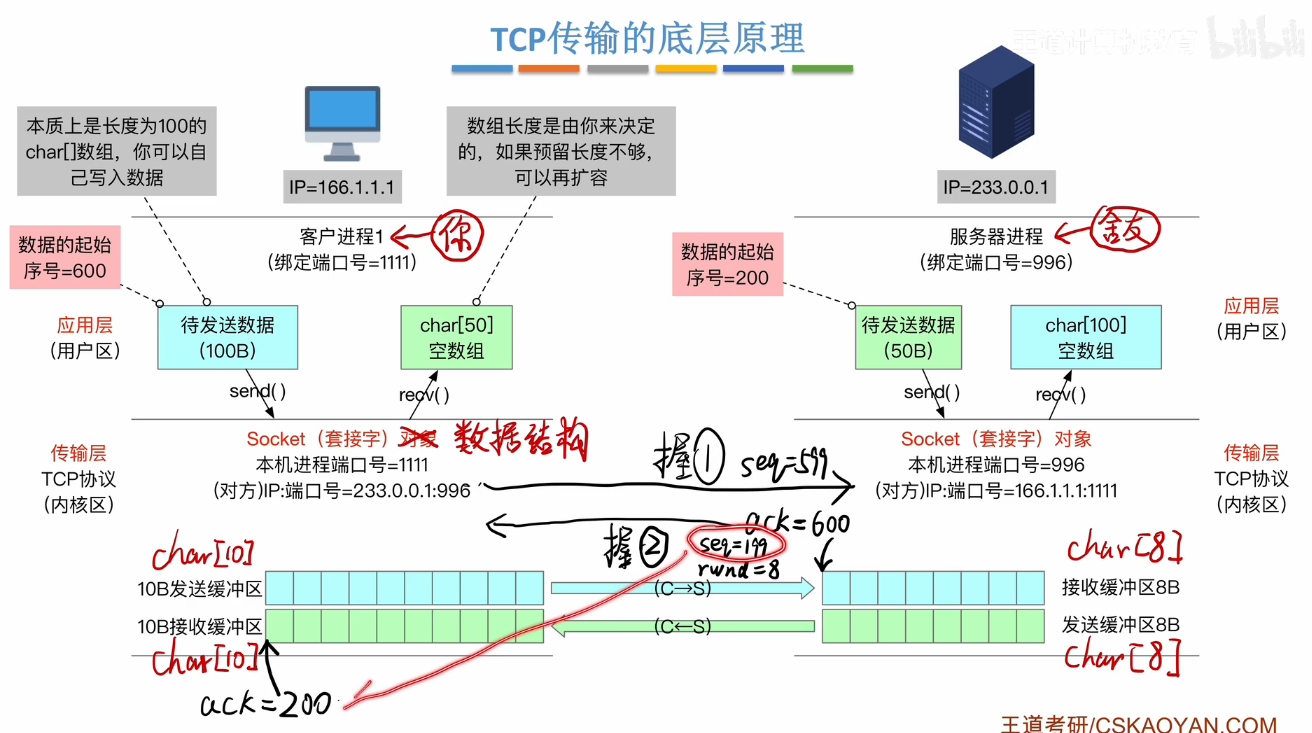 TCP传输的底层原理
王道计算机教育
bilibili
本质上是长度为100的
char[]数组，你可以自
己写入数据
数组长度是由你来决定
的，如果预留长度不够，
可以再扩容
IP=166.1.1.1
IP=233.0.0.1
客户进程1
(绑定端口号=1111)
你
服务器进程
(绑定端口号=996)
舍友
数据的起始
序号=600
数据的起始
序号=200
应用层
(用户区)
待发送数据
(100B)
char[50]
空数组
待发送数据
(50B)
char[100]
空数组
应用层
(用户区)
send()
recv()
send()
recv()
传输层
TCP协议
(内核区)
Socket（套接字）对象
数据结构
本机进程端口号=1111
(对方)IP:端口号=233.0.0.1:996
握① seq=599
Socket（套接字）对象
本机进程端口号=996
(对方)IP:端口号=166.1.1.1:1111
传输层
TCP协议
(内核区)
握②
ack=600
seq=199
rwnd=8
char[10]
char[8]
10B发送缓冲区
(C→S)
接收缓冲区8B
10B接收缓冲区
(C←S)
发送缓冲区8B
char[10]
char[8]
ack=200
王道考研/CSKAOYAN.COM